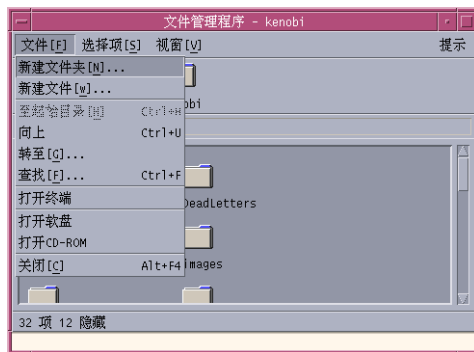 文件管理程序 - kenobi
文件[F] 选择项[S] 视窗[V] 提示
新建文件夹[N]...
新建文件[w]...
至起始目录[H] Ctrl+H
向上 Ctrl+U
转至[G]...
查找[F]... Ctrl+F
打开终端
打开软盘
打开CD-ROM
关闭[C] Alt+F4
obi
DeadLetters
images
32 项 12 隐藏